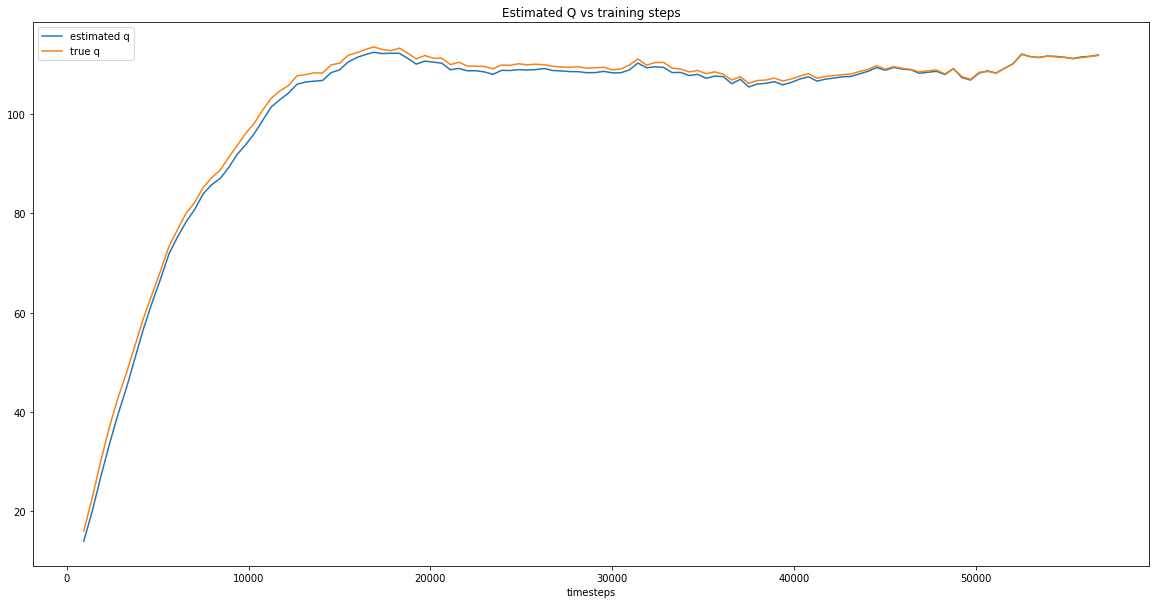 Estimated Q vs training steps
estimated q
true q
100
80
60
40
20
0 10000 20000 30000 40000 50000
timesteps